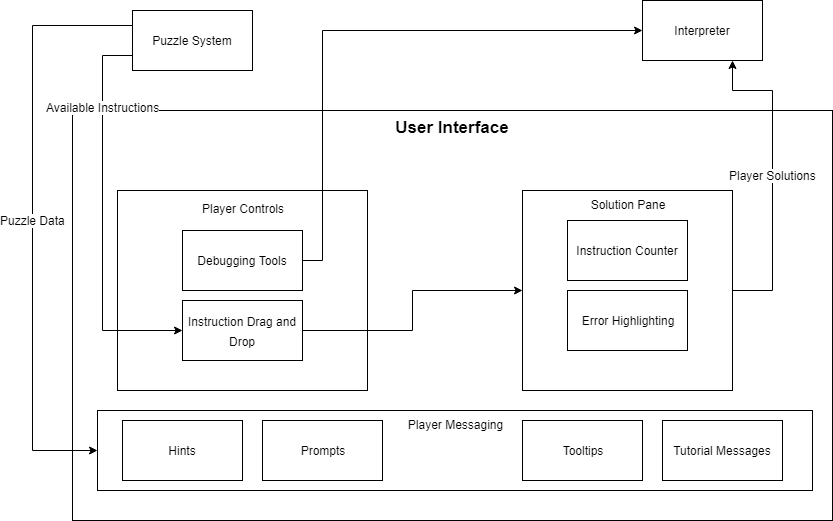 Puzzle System
Interpreter
Available Instructions
User Interface
Player Solutions
Puzzle Data
Player Controls
Debugging Tools
Instruction Drag and
Drop
Solution Pane
Instruction Counter
Error Highlighting
Player Messaging
Hints
Prompts
Tooltips
Tutorial Messages